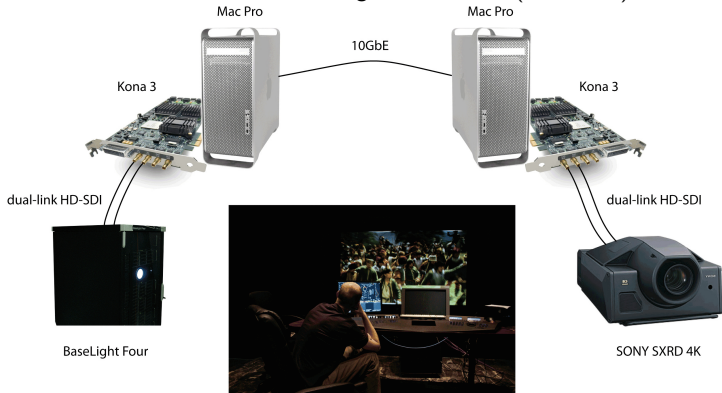 Mac Pro
Mac Pro
10GbE
Kona 3
Kona 3
dual-link HD-SDI
dual-link HD-SDI
BaseLight Four
SONY SXRD 4K